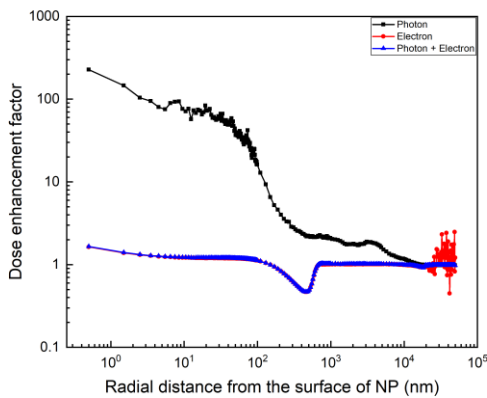 Photon
Electron
Photon + Electron
Dose enhancement factor
1000
100
10
1
0.1
10⁰
10¹
10²
10³
10⁴
10⁵
Radial distance from the surface of NP (nm)